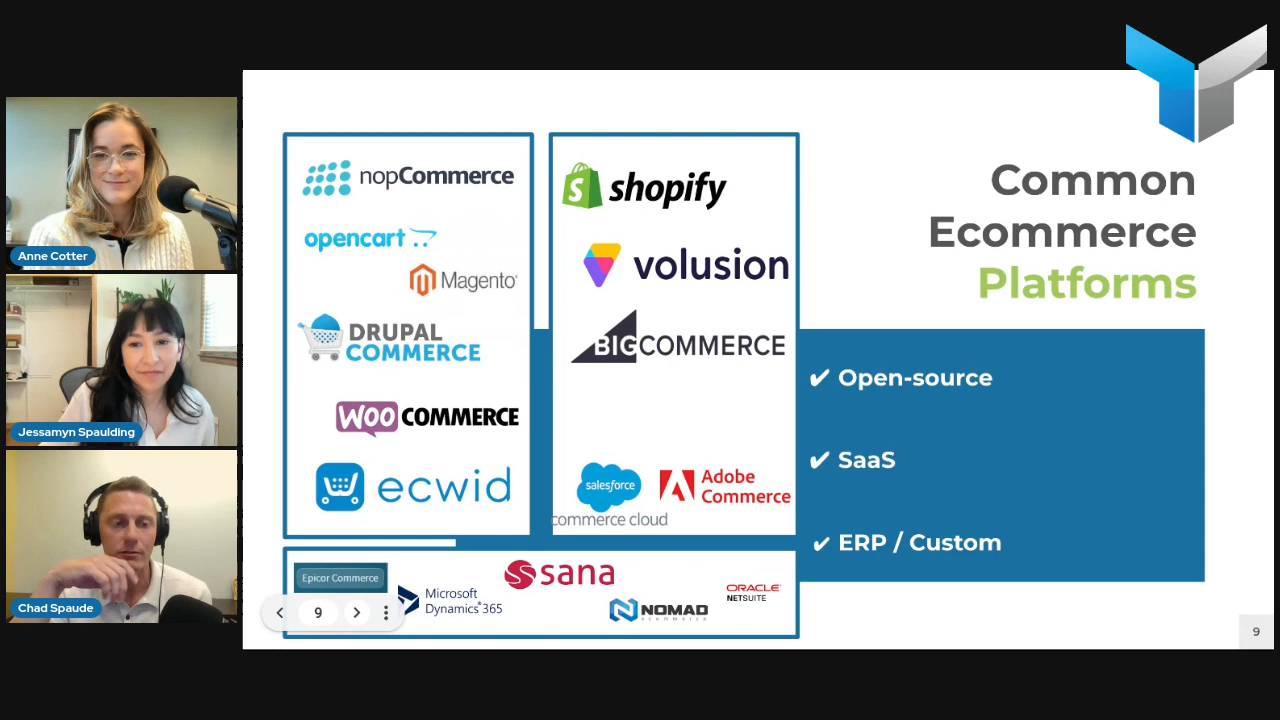 Anne Cotter
Jessamyn Spaulding
Chad Spaude
nopCommerce
opencart
Magento
DRUPAL
COMMERCE
WOO COMMERCE
ecwid
shopify
volusion
BIGCOMMERCE
salesforce
commerce cloud
Adobe
Commerce
Epicor Commerce
Microsoft
Dynamics 365
sana
NOMAD
ecommerce
ORACLE
NETSUITE
9
Common
Ecommerce
Platforms
✔ Open-source
✔ SaaS
✔ ERP / Custom
9